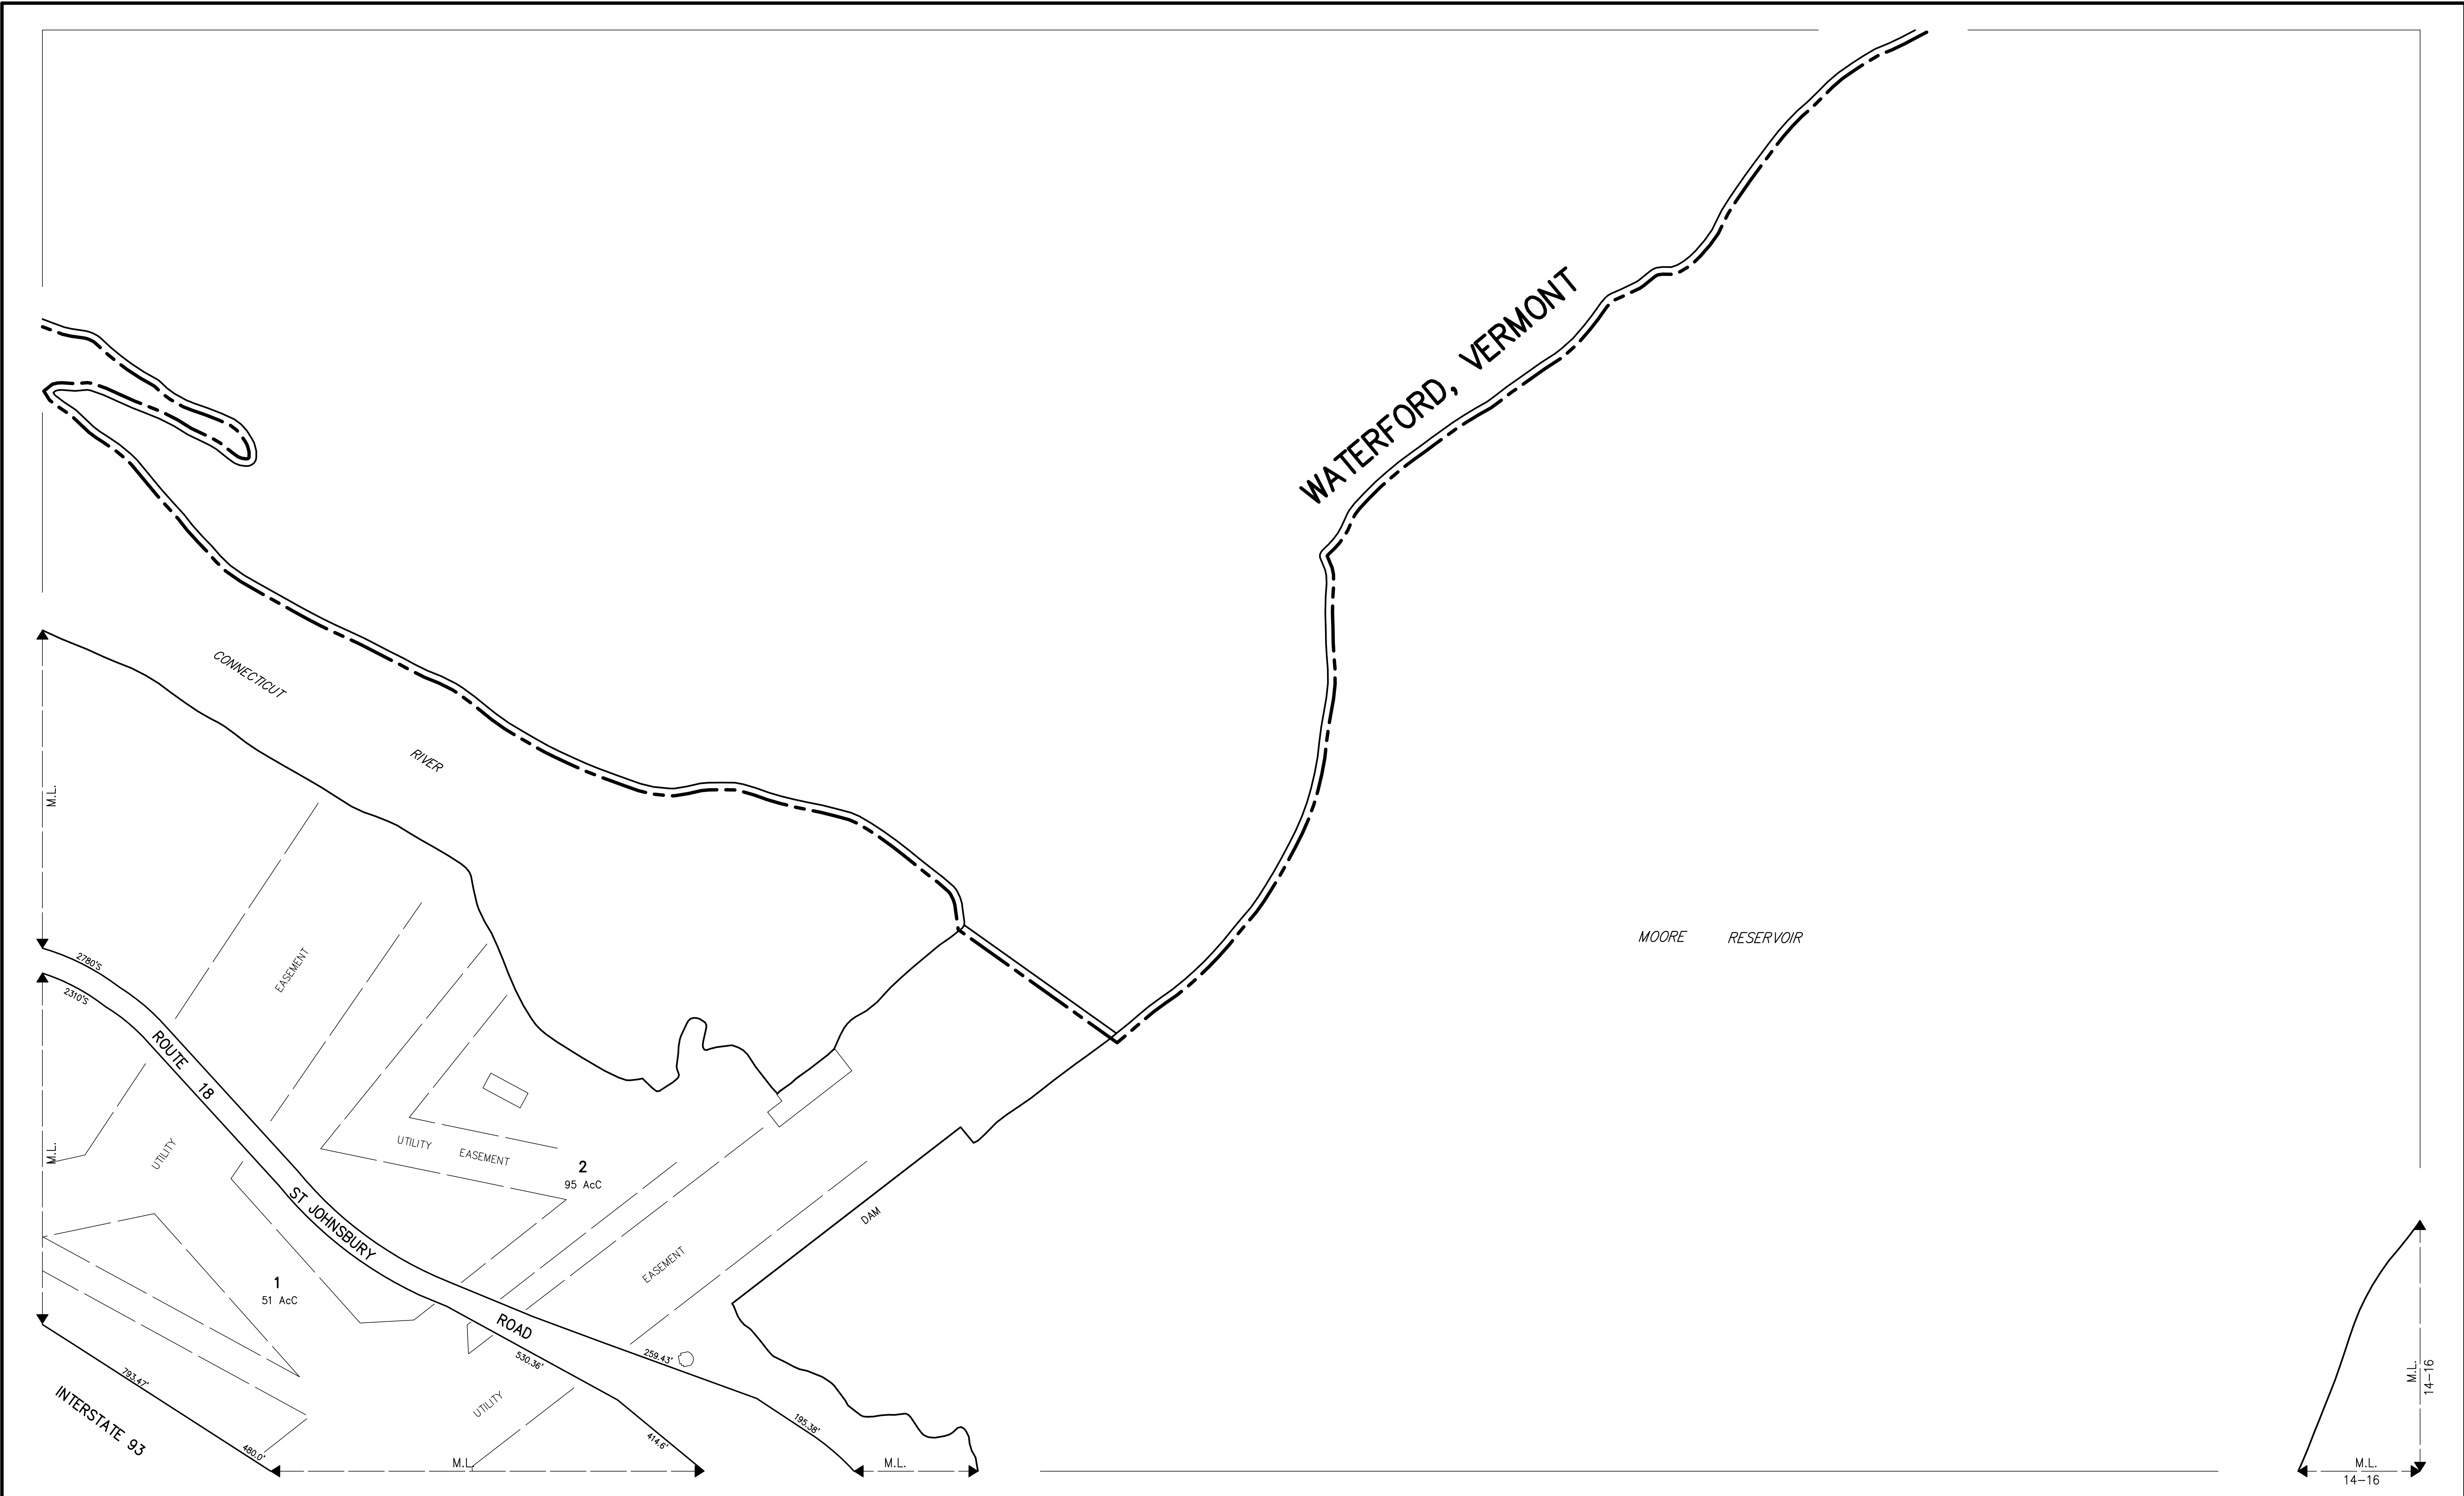 WATERFORD, VERMONT
CONNECTICUT
RIVER
M.L.
MOORE RESERVOIR
EASEMENT
2780'S
2310'S
ROUTE 18
M.L.
UTILITY
UTILITY EASEMENT
2
95 AcC
ST JOHNSBURY
DAM
EASEMENT
1
51 AcC
ROAD
259.43'
530.36'
793.47'
INTERSTATE 93
UTILITY
195.38'
414.6'
480.0'
M.L.
M.L.
M.L.
14-16
M.L.
14-16